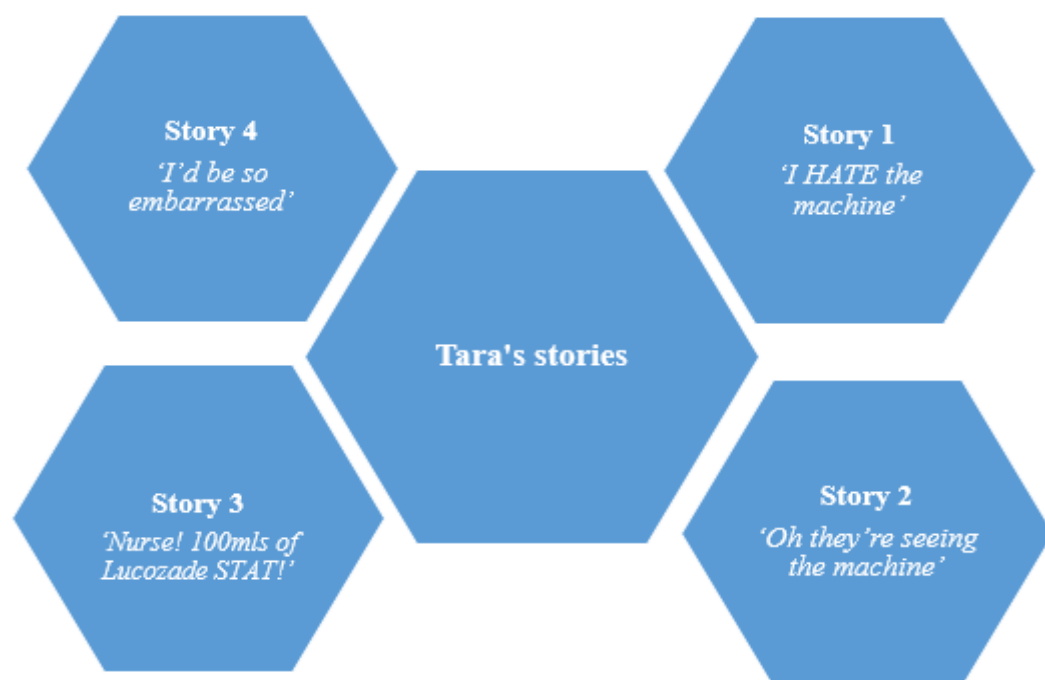 Story 4
‘I’d be so
embarrassed’
Story 1
‘I HATE the
machine’
Tara's stories
Story 3
‘Nurse! 100mls of
Lucozade STAT!’
Story 2
‘Oh they’re seeing
the machine’